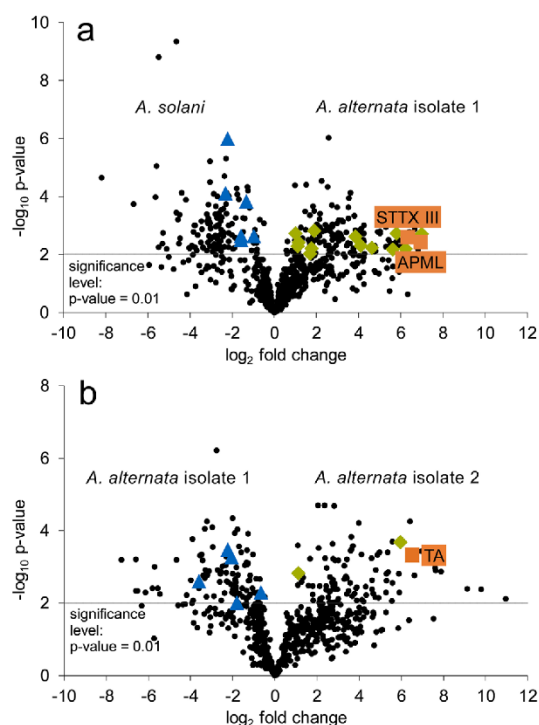 a
10
8
6
4
2
0
-log10 p-value
A. solani
A. alternata isolate 1
STTX III
APML
significance
level:
p-value = 0.01
-10 -8 -6 -4 -2 0 2 4 6 8 10 12
log2 fold change
b
8
6
4
2
0
-log10 p-value
A. alternata isolate 1
A. alternata isolate 2
TA
significance
level:
p-value = 0.01
-10 -8 -6 -4 -2 0 2 4 6 8 10 12
log2 fold change